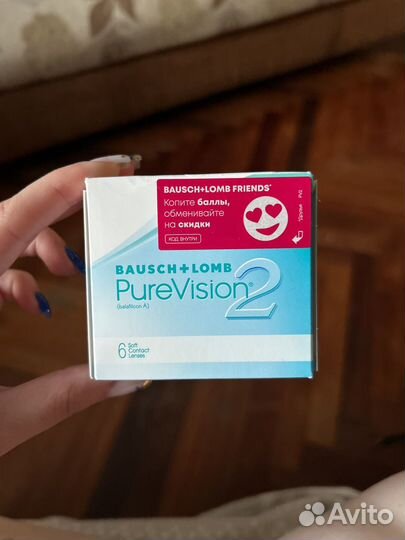 BAUSCH+LOMB FRIENDS™
Копите баллы,
обменивайте
на скидки
КОД ВНУТРИ
BAUSCH+LOMB
PureVision®2
(balafilcon A)
6 Soft
Contact
Lenses
Avito